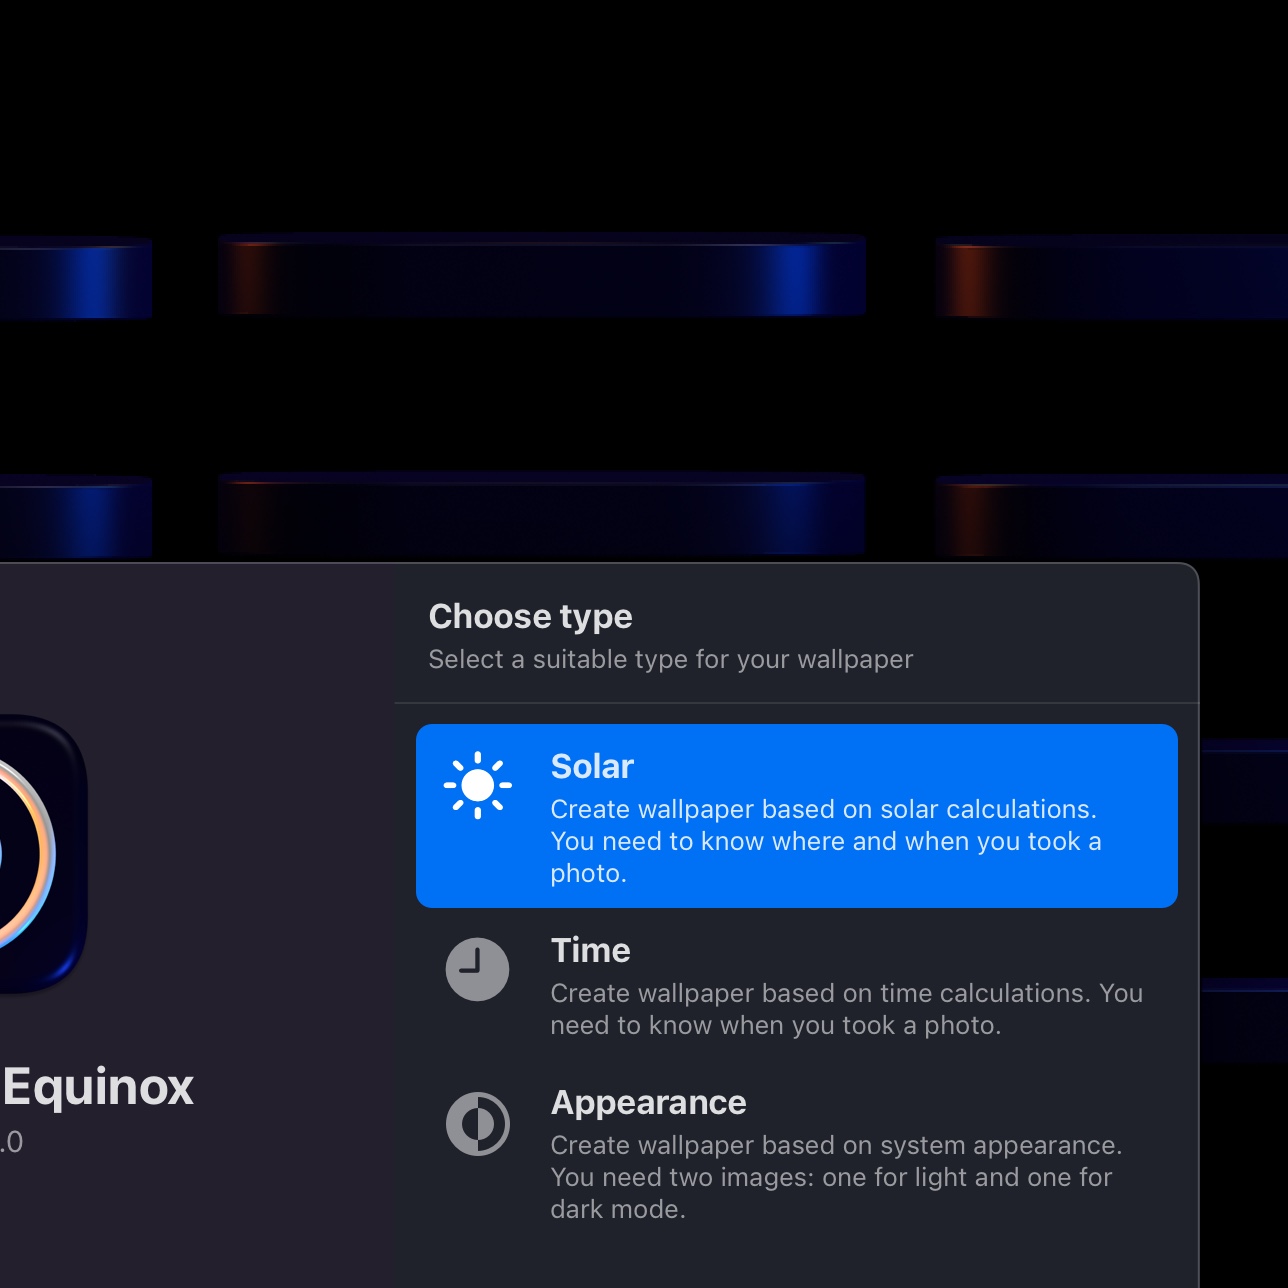 Choose type
Select a suitable type for your wallpaper
Solar
Create wallpaper based on solar calculations.
You need to know where and when you took a
photo.
Time
Create wallpaper based on time calculations. You
need to know when you took a photo.
Equinox
.0
Appearance
Create wallpaper based on system appearance.
You need two images: one for light and one for
dark mode.